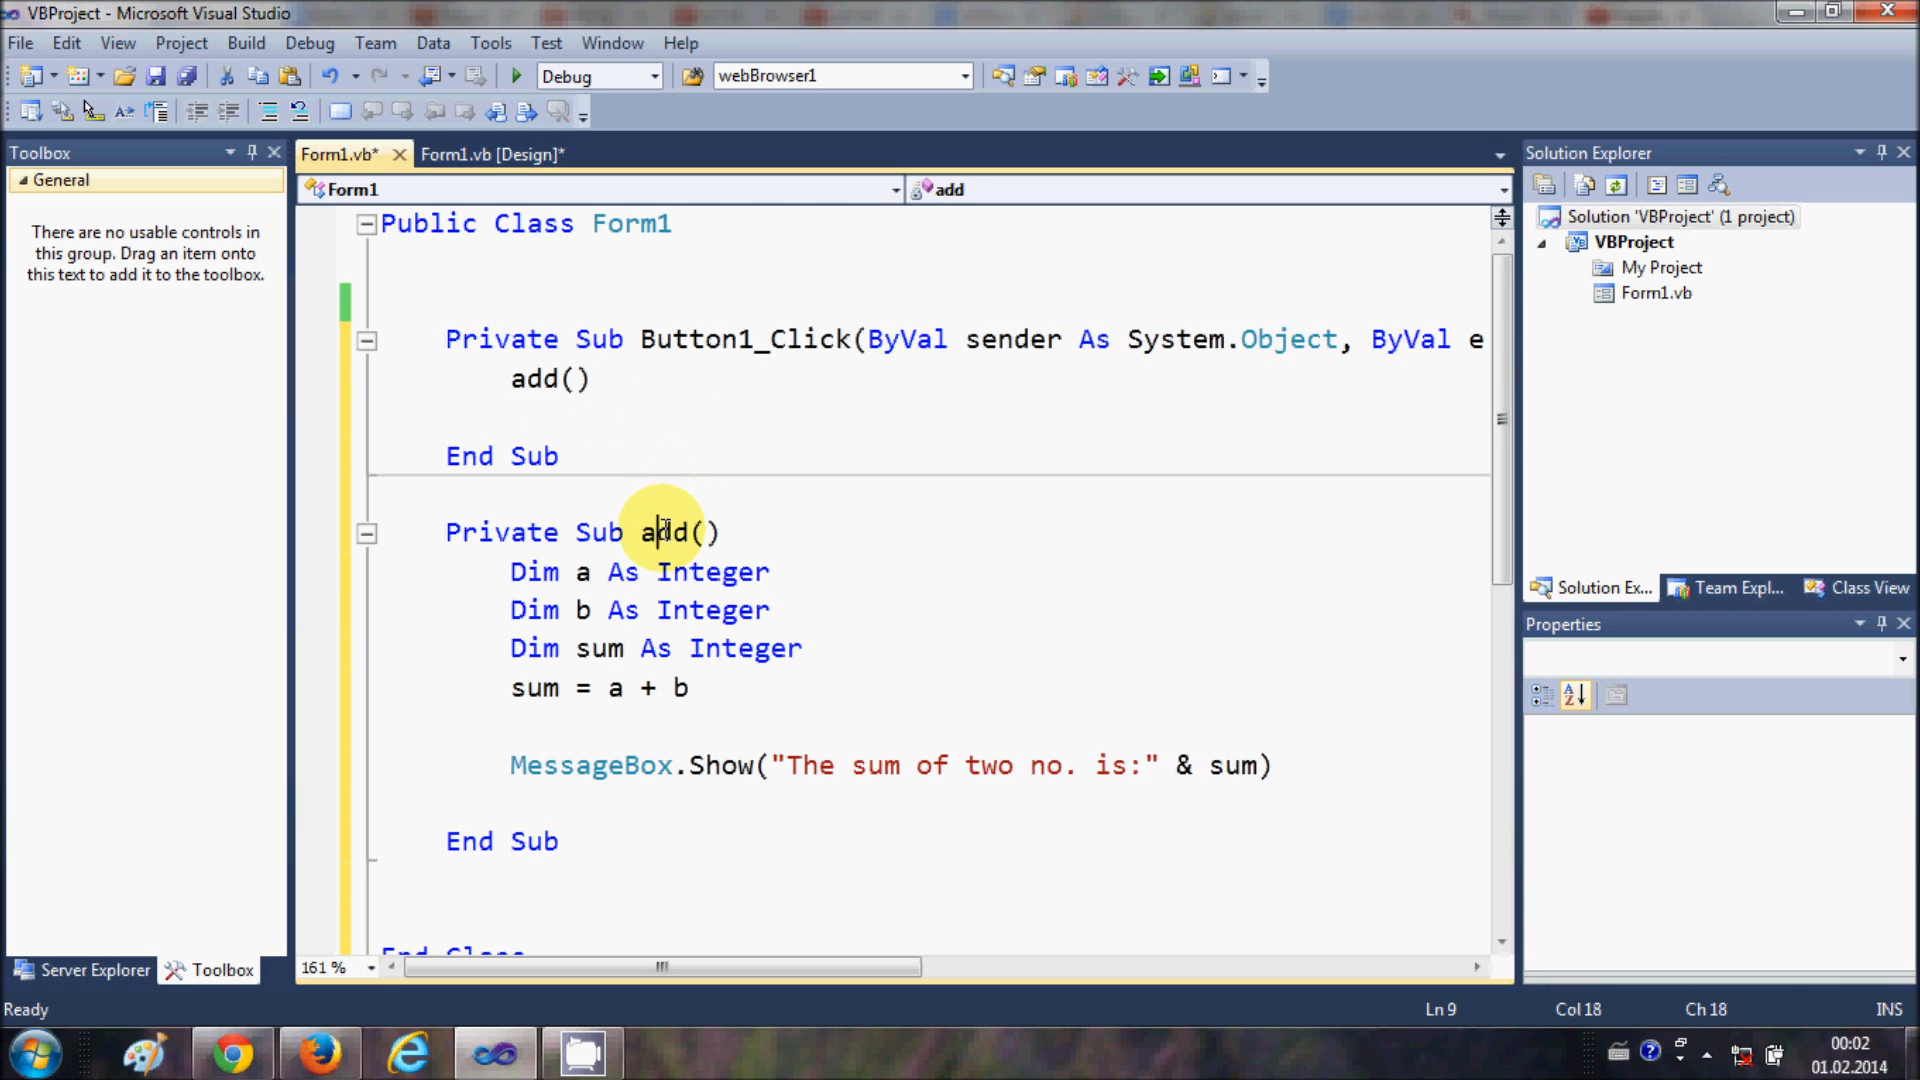 VBProject - Microsoft Visual Studio
File Edit View Project Build Debug Team Data Tools Test Window Help
Debug webBrowser1
Toolbox
General
There are no usable controls in
this group. Drag an item onto
this text to add it to the toolbox.
Server Explorer Toolbox
Form1.vb* Form1.vb [Design]*
Form1 add
Public Class Form1
Private Sub Button1_Click(ByVal sender As System.Object, ByVal e
add()
End Sub
Private Sub add()
Dim a As Integer
Dim b As Integer
Dim sum As Integer
sum = a + b
MessageBox.Show("The sum of two no. is:" & sum)
End Sub
End Class
161 %
Solution Explorer
Solution 'VBProject' (1 project)
VBProject
My Project
Form1.vb
Solution Ex... Team Expl... Class View
Properties
Ready Ln 9 Col 18 Ch 18 INS
00:02
01.02.2014